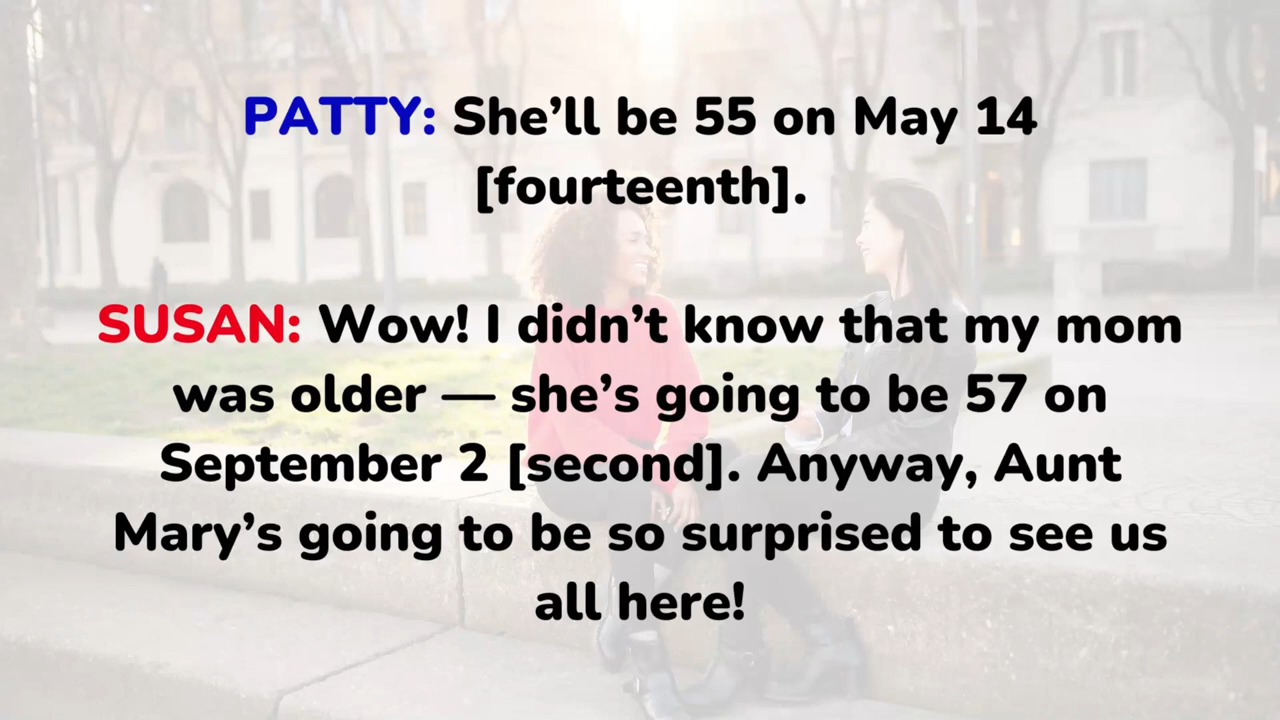 PATTY: She’ll be 55 on May 14
[fourteenth].
SUSAN: Wow! I didn’t know that my mom
was older — she’s going to be 57 on
September 2 [second]. Anyway, Aunt
Mary’s going to be so surprised to see us
all here!